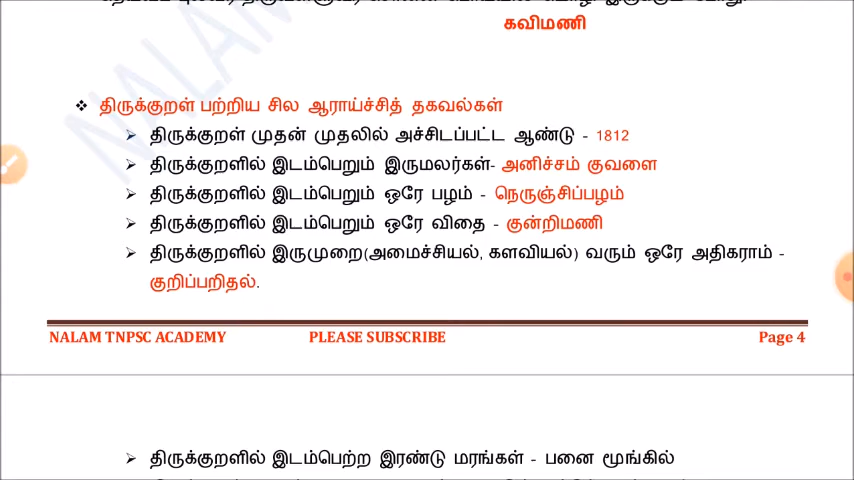 கவிமணி
❖ திருக்குறள் பற்றிய சில ஆராய்ச்சித் தகவல்கள்
➢ திருக்குறள் முதன் முதலில் அச்சிடப்பட்ட ஆண்டு - 1812
➢ திருக்குறளில் இடம்பெறும் இருமலர்கள்- அனிச்சம் குவளை
➢ திருக்குறளில் இடம்பெறும் ஒரே பழம் - நெருஞ்சிப்பழம்
➢ திருக்குறளில் இடம்பெறும் ஒரே விதை - குன்றிமணி
➢ திருக்குறளில் இருமுறை(அமைச்சியல், களவியல்) வரும் ஒரே அதிகராம் -
குறிப்பறிதல்.
NALAM TNPSC ACADEMY PLEASE SUBSCRIBE Page 4
➢ திருக்குறளில் இடம்பெற்ற இரண்டு மரங்கள் - பனை மூங்கில்
NALAM